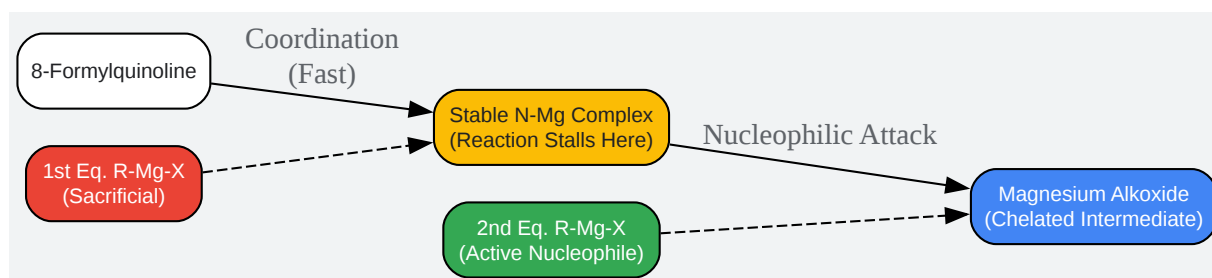 8-Formylquinoline
Coordination
(Fast)
1st Eq. R-Mg-X
(Sacrificial)
Stable N-Mg Complex
(Reaction Stalls Here)
Nucleophilic Attack
2nd Eq. R-Mg-X
(Active Nucleophile)
Magnesium Alkoxide
(Chelated Intermediate)